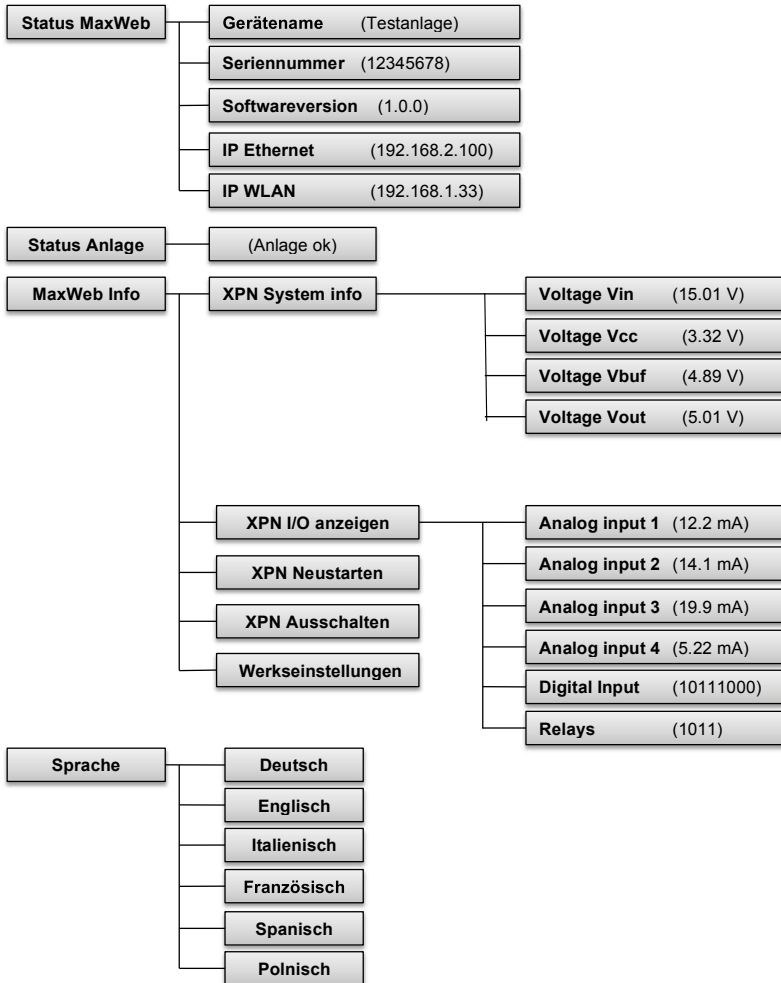 Status MaxWeb
Gerätename (Testanlage)
Seriennummer (12345678)
Softwareversion (1.0.0)
IP Ethernet (192.168.2.100)
IP WLAN (192.168.1.33)
Status Anlage
(Anlage ok)
MaxWeb Info
XPN System info
Voltage Vin (15.01 V)
Voltage Vcc (3.32 V)
Voltage Vbuf (4.89 V)
Voltage Vout (5.01 V)
XPN I/O anzeigen
Analog input 1 (12.2 mA)
Analog input 2 (14.1 mA)
Analog input 3 (19.9 mA)
Analog input 4 (5.22 mA)
Digital Input (10111000)
Relays (1011)
XPN Neustarten
XPN Ausschalten
Werkseinstellungen
Sprache
Deutsch
Englisch
Italienisch
Französisch
Spanisch
Polnisch